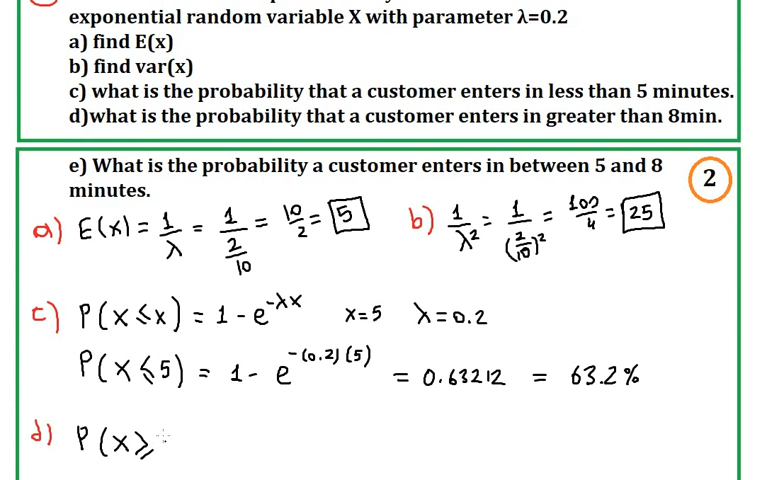 exponential random variable X with parameter λ=0.2
a) find E(x)
b) find var(x)
c) what is the probability that a customer enters in less than 5 minutes.
d)what is the probability that a customer enters in greater than 8min.
e) What is the probability a customer enters in between 5 and 8
minutes.
2
a) E(x) = 1/λ = 1/(2/10) = 10/2 = 5
b) 1/λ² = 1/(2/10)² = 100/4 = 25
c) P(X ≤ x) = 1 - e^-λx x=5 λ=0.2
P(X ≤ 5) = 1 - e^-(0.2)(5) = 0.63212 = 63.2%
d) P(X ≥